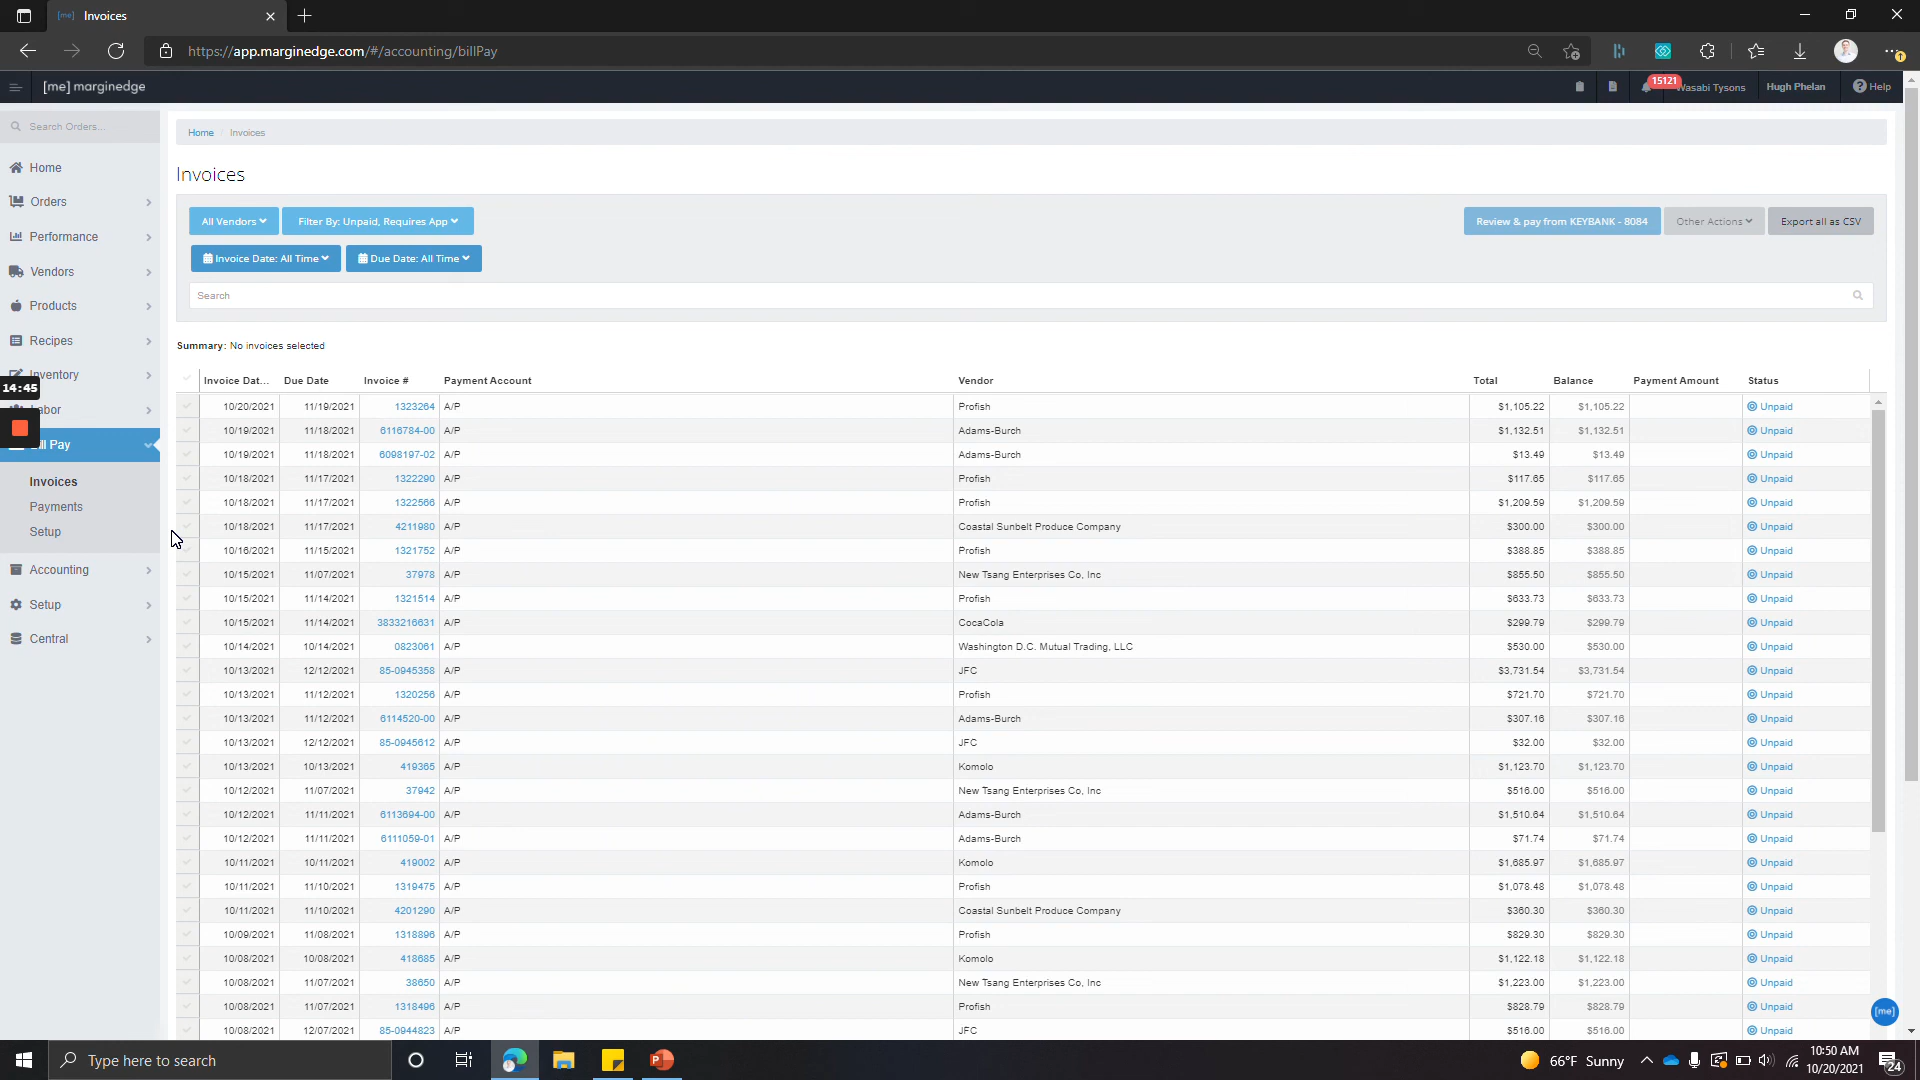 [me] Invoices
https://app.marginedge.com/#/accounting/billPay
[me] marginedge
15121
Wasabi Tysons
Hugh Phelan
Help
Search Orders...
Home
Orders
Performance
Vendors
Products
Recipes
Inventory
14:45
Labor
Bill Pay
Invoices
Payments
Setup
Accounting
Setup
Central
Home / Invoices
Invoices
All Vendors
Filter By: Unpaid, Requires App
Review & pay from KEYBANK - 8084
Other Actions
Export all as CSV
Invoice Date: All Time
Due Date: All Time
Search
Summary: No invoices selected
Invoice Dat... Due Date Invoice # Payment Account Vendor Total Balance Payment Amount Status
10/20/2021 11/19/2021 1323264 A/P Profish $1,105.22 $1,105.22 Unpaid
10/19/2021 11/18/2021 6116784-00 A/P Adams-Burch $1,132.51 $1,132.51 Unpaid
10/19/2021 11/18/2021 6098197-02 A/P Adams-Burch $13.49 $13.49 Unpaid
10/18/2021 11/17/2021 1322290 A/P Profish $117.65 $117.65 Unpaid
10/18/2021 11/17/2021 1322566 A/P Profish $1,209.59 $1,209.59 Unpaid
10/18/2021 11/17/2021 4211980 A/P Coastal Sunbelt Produce Company $300.00 $300.00 Unpaid
10/16/2021 11/15/2021 1321752 A/P Profish $388.85 $388.85 Unpaid
10/15/2021 11/07/2021 37978 A/P New Tsang Enterprises Co, Inc $855.50 $855.50 Unpaid
10/15/2021 11/14/2021 1321514 A/P Profish $633.73 $633.73 Unpaid
10/15/2021 11/14/2021 3833216631 A/P CocaCola $299.79 $299.79 Unpaid
10/14/2021 10/14/2021 0823061 A/P Washington D.C. Mutual Trading, LLC $530.00 $530.00 Unpaid
10/13/2021 12/12/2021 85-0945358 A/P JFC $3,731.54 $3,731.54 Unpaid
10/13/2021 11/12/2021 1320256 A/P Profish $721.70 $721.70 Unpaid
10/13/2021 11/12/2021 6114520-00 A/P Adams-Burch $307.16 $307.16 Unpaid
10/13/2021 12/12/2021 85-0945612 A/P JFC $32.00 $32.00 Unpaid
10/13/2021 10/13/2021 419365 A/P Komolo $1,123.70 $1,123.70 Unpaid
10/12/2021 11/07/2021 37942 A/P New Tsang Enterprises Co, Inc $516.00 $516.00 Unpaid
10/12/2021 11/11/2021 6113694-00 A/P Adams-Burch $1,510.64 $1,510.64 Unpaid
10/12/2021 11/11/2021 6111059-01 A/P Adams-Burch $71.74 $71.74 Unpaid
10/11/2021 10/11/2021 419002 A/P Komolo $1,685.97 $1,685.97 Unpaid
10/11/2021 11/10/2021 1319475 A/P Profish $1,078.48 $1,078.48 Unpaid
10/11/2021 11/10/2021 4201290 A/P Coastal Sunbelt Produce Company $360.30 $360.30 Unpaid
10/09/2021 11/08/2021 1318896 A/P Profish $829.30 $829.30 Unpaid
10/08/2021 10/08/2021 418685 A/P Komolo $1,122.18 $1,122.18 Unpaid
10/08/2021 11/07/2021 38650 A/P New Tsang Enterprises Co, Inc $1,223.00 $1,223.00 Unpaid
10/08/2021 11/07/2021 1318496 A/P Profish $828.79 $828.79 Unpaid
10/08/2021 12/07/2021 85-0944823 A/P JFC $516.00 $516.00 Unpaid
[me]
Type here to search
66°F Sunny
10:50 AM
10/20/2021
24